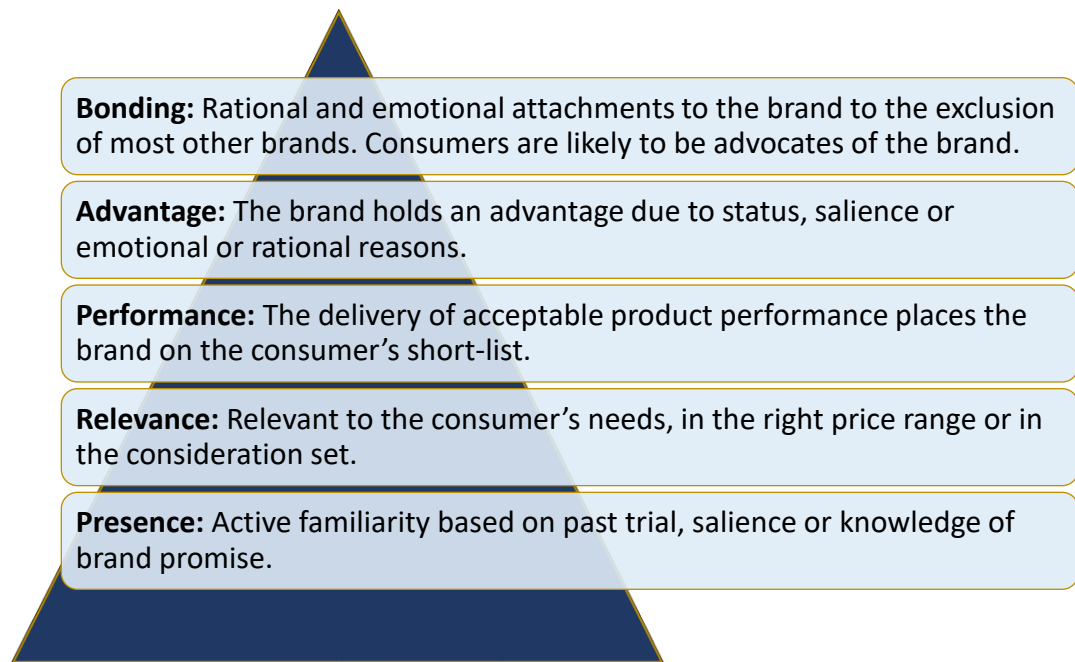 Bonding: Rational and emotional attachments to the brand to the exclusion
of most other brands. Consumers are likely to be advocates of the brand.
Advantage: The brand holds an advantage due to status, salience or
emotional or rational reasons.
Performance: The delivery of acceptable product performance places the
brand on the consumer’s short-list.
Relevance: Relevant to the consumer’s needs, in the right price range or in
the consideration set.
Presence: Active familiarity based on past trial, salience or knowledge of
brand promise.